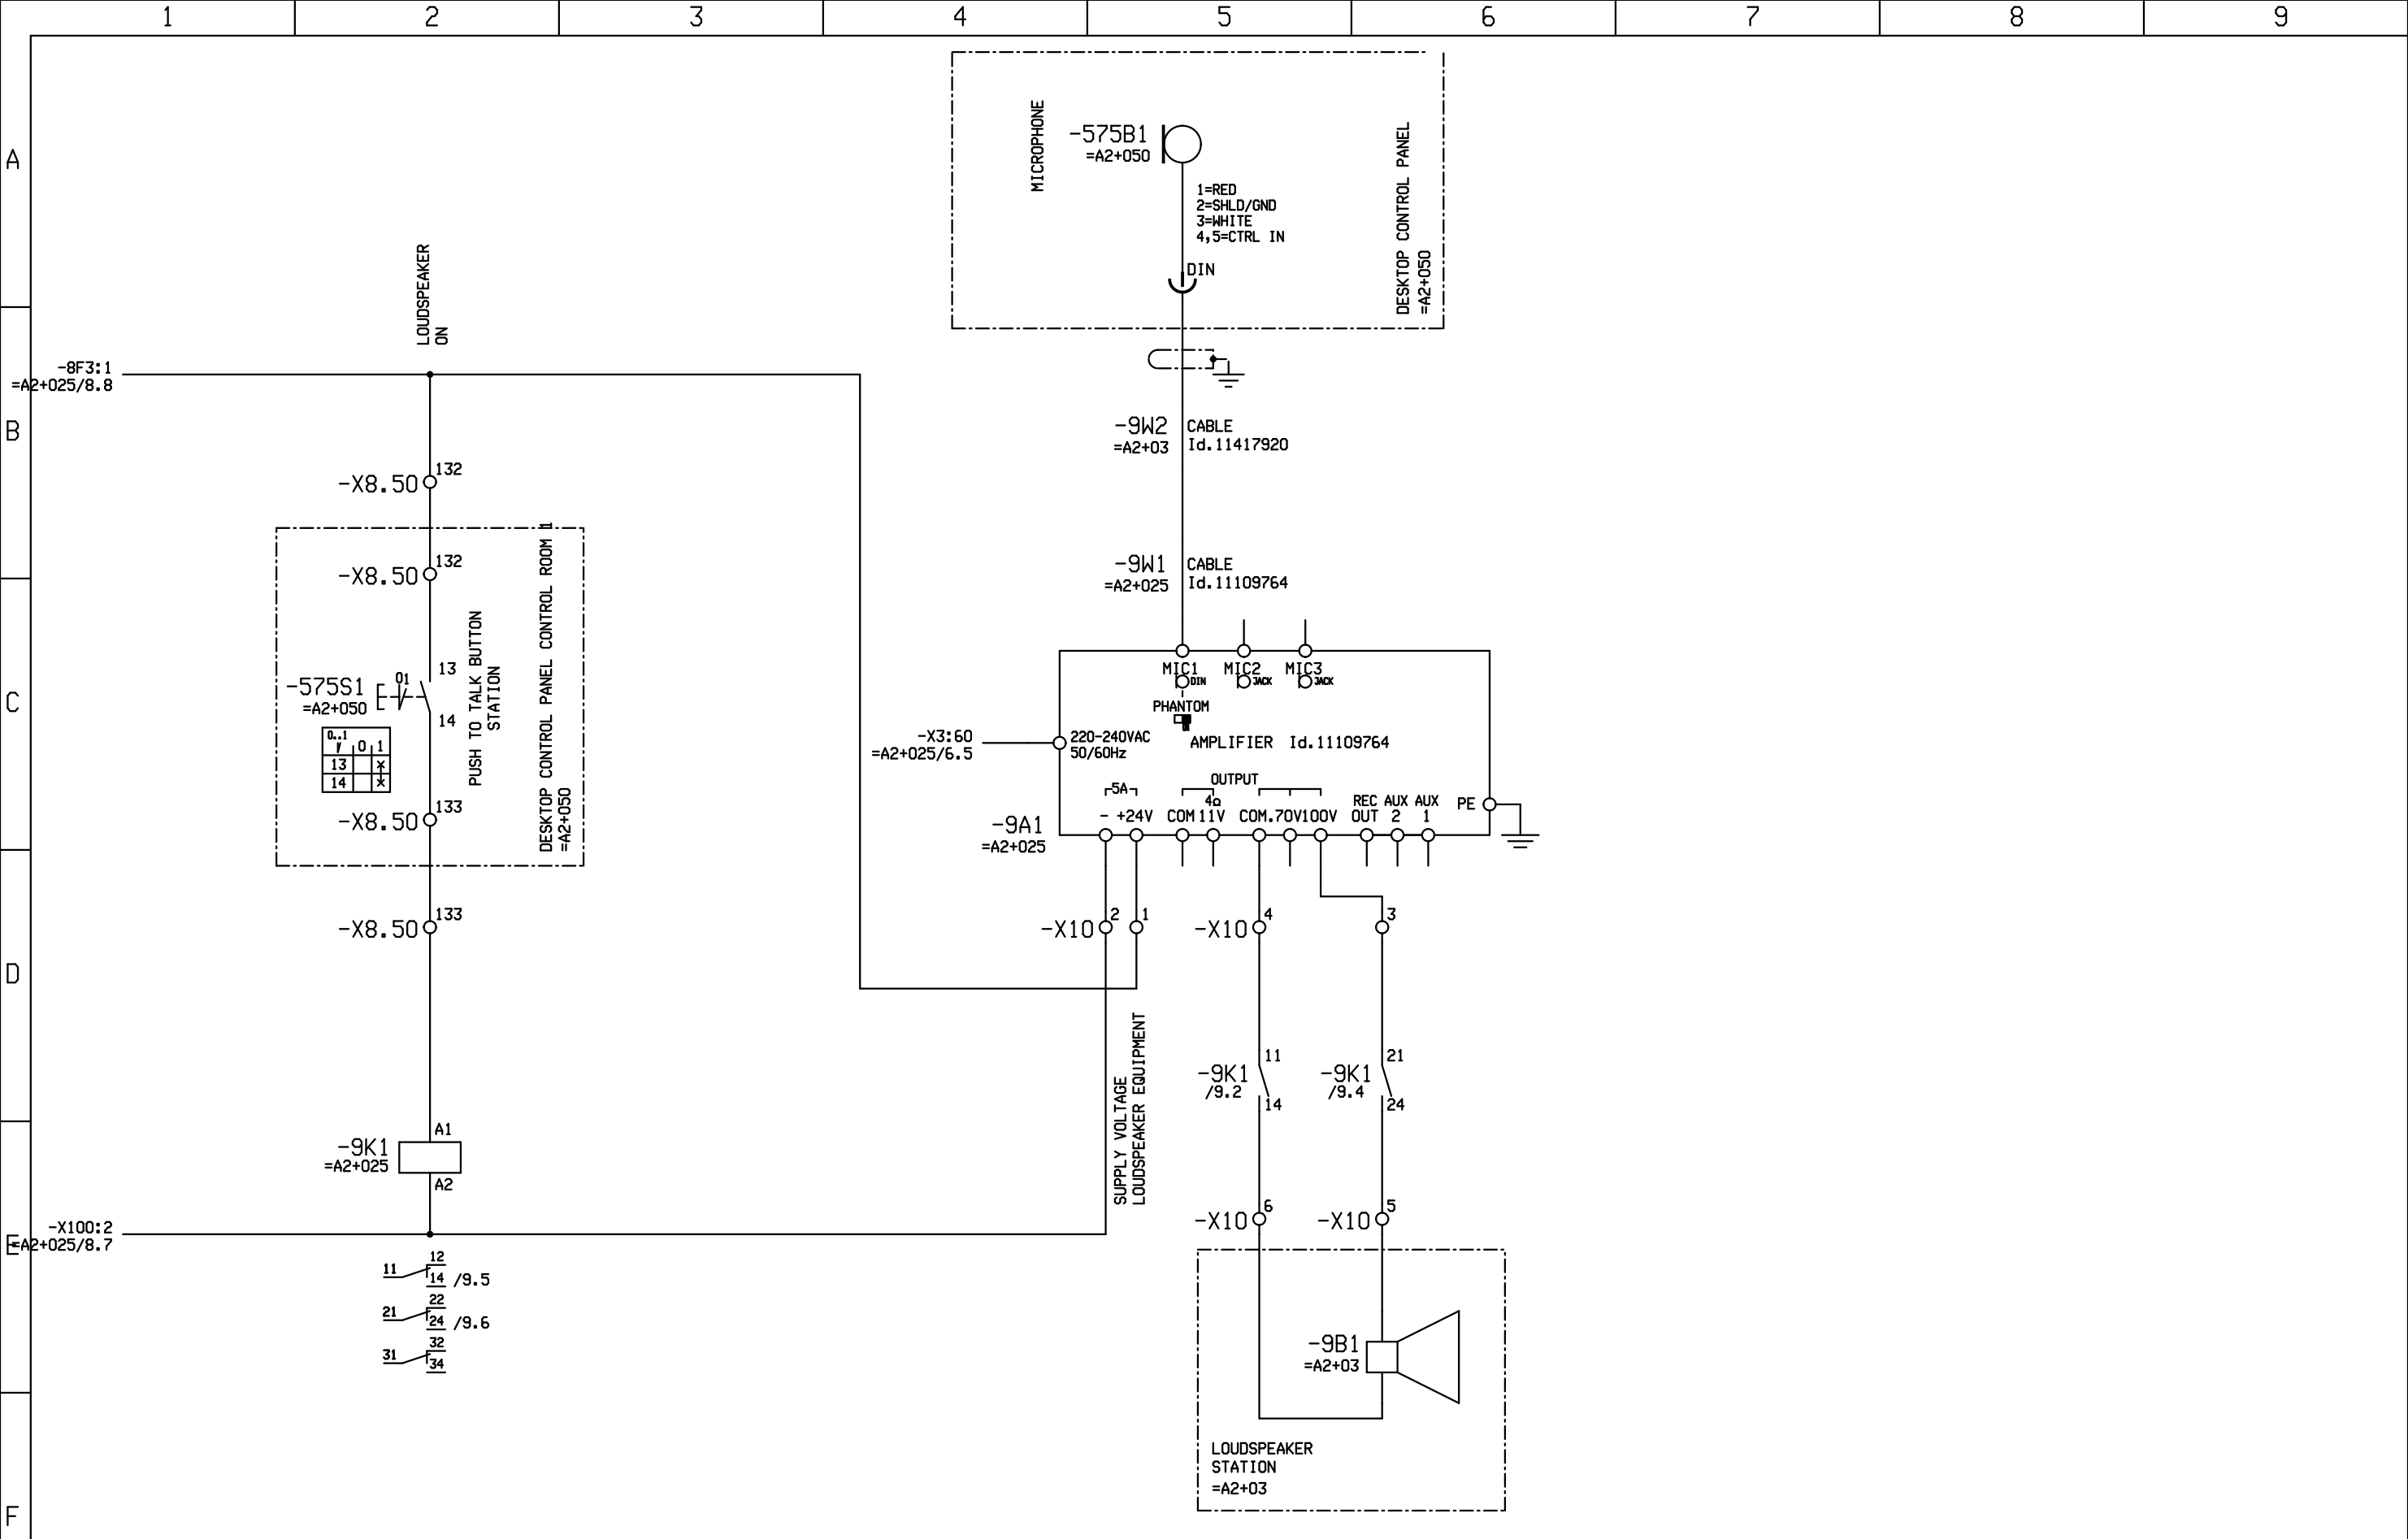 1 2 3 4 5 6 7 8 9
A
B
C
D
E
F
MICROPHONE
-575B1
=A2+050
1=RED
2=SHLD/GND
3=WHITE
4,5=CTRL IN
DIN
DESKTOP CONTROL PANEL
=A2+050
LOUDSPEAKER
ON
-8F3:1
=A2+025/8.8
-9W2
=A2+03
CABLE
Id.11417920
-9W1
=A2+025
CABLE
Id.11109764
-X8.50
132
-X8.50
132
-575S1
=A2+050
01
13
14
0..1
0 1
13 x
14 x
PUSH TO TALK BUTTON
STATION
DESKTOP CONTROL PANEL CONTROL ROOM 1
=A2+050
-X8.50
133
-X8.50
133
MIC1 MIC2 MIC3
DIN JACK JACK
PHANTOM
-X3:60
=A2+025/6.5
220-240VAC
50/60Hz
AMPLIFIER Id.11109764
OUTPUT
5A
4Ω
- +24V COM 11V COM.70V100V
REC AUX AUX
OUT 2 1
PE
-9A1
=A2+025
-X10
2
1
-X10
4
3
SUPPLY VOLTAGE
LOUDSPEAKER EQUIPMENT
-9K1
/9.2
11
14
-9K1
/9.4
21
24
-9K1
=A2+025
A1
A2
-X100:2
=A2+025/8.7
-X10
6
-X10
5
11
12
14 /9.5
21
22
24 /9.6
31
32
34
-9B1
=A2+03
LOUDSPEAKER
STATION
=A2+03